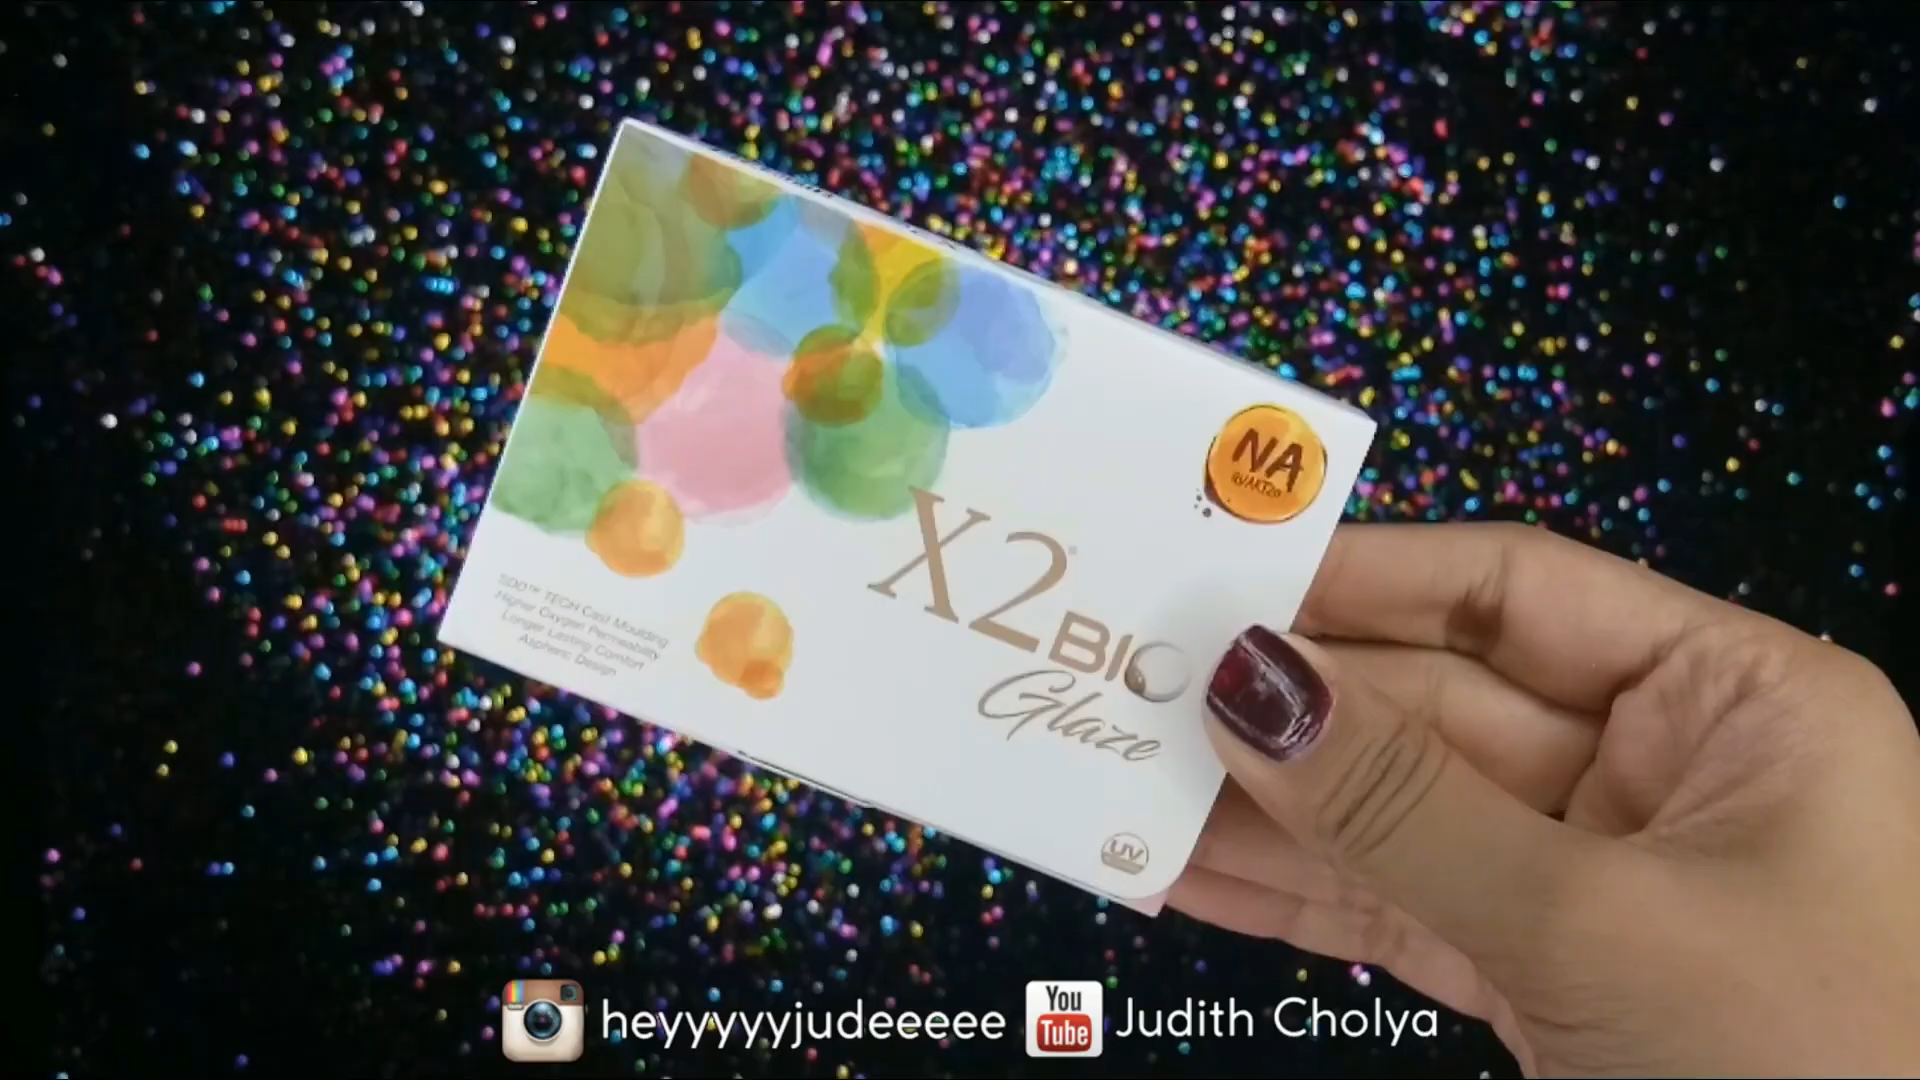 NA
@/AKT20
X2
BIO
Glaze
SDD™ TECH Cast Moulding
Higher Oxygen Permeability
Longer Lasting Comfort
Aspheric Design
UV
heyyyyyjudeeeee
You
Tube
Judith Cholya